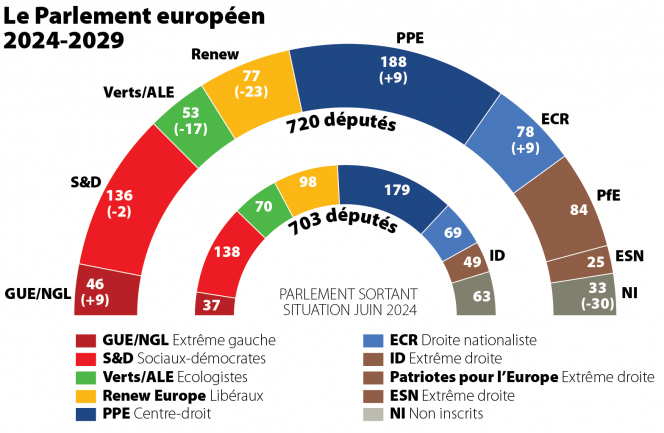 Le Parlement européen
2024-2029
GUE/NGL
46
(+9)
S&D
136
(-2)
Verts/ALE
53
(-17)
Renew
77
(-23)
PPE
188
(+9)
ECR
78
(+9)
PfE
84
ESN
25
NI
33
(-30)
720 députés
37
138
70
98
179
69
ID
49
63
703 députés
PARLEMENT SORTANT
SITUATION JUIN 2024
GUE/NGL Extrême gauche
S&D Sociaux-démocrates
Verts/ALE Ecologistes
Renew Europe Libéraux
PPE Centre-droit
ECR Droite nationaliste
ID Extrême droite
Patriotes pour l'Europe Extrême droite
ESN Extrême droite
NI Non inscrits